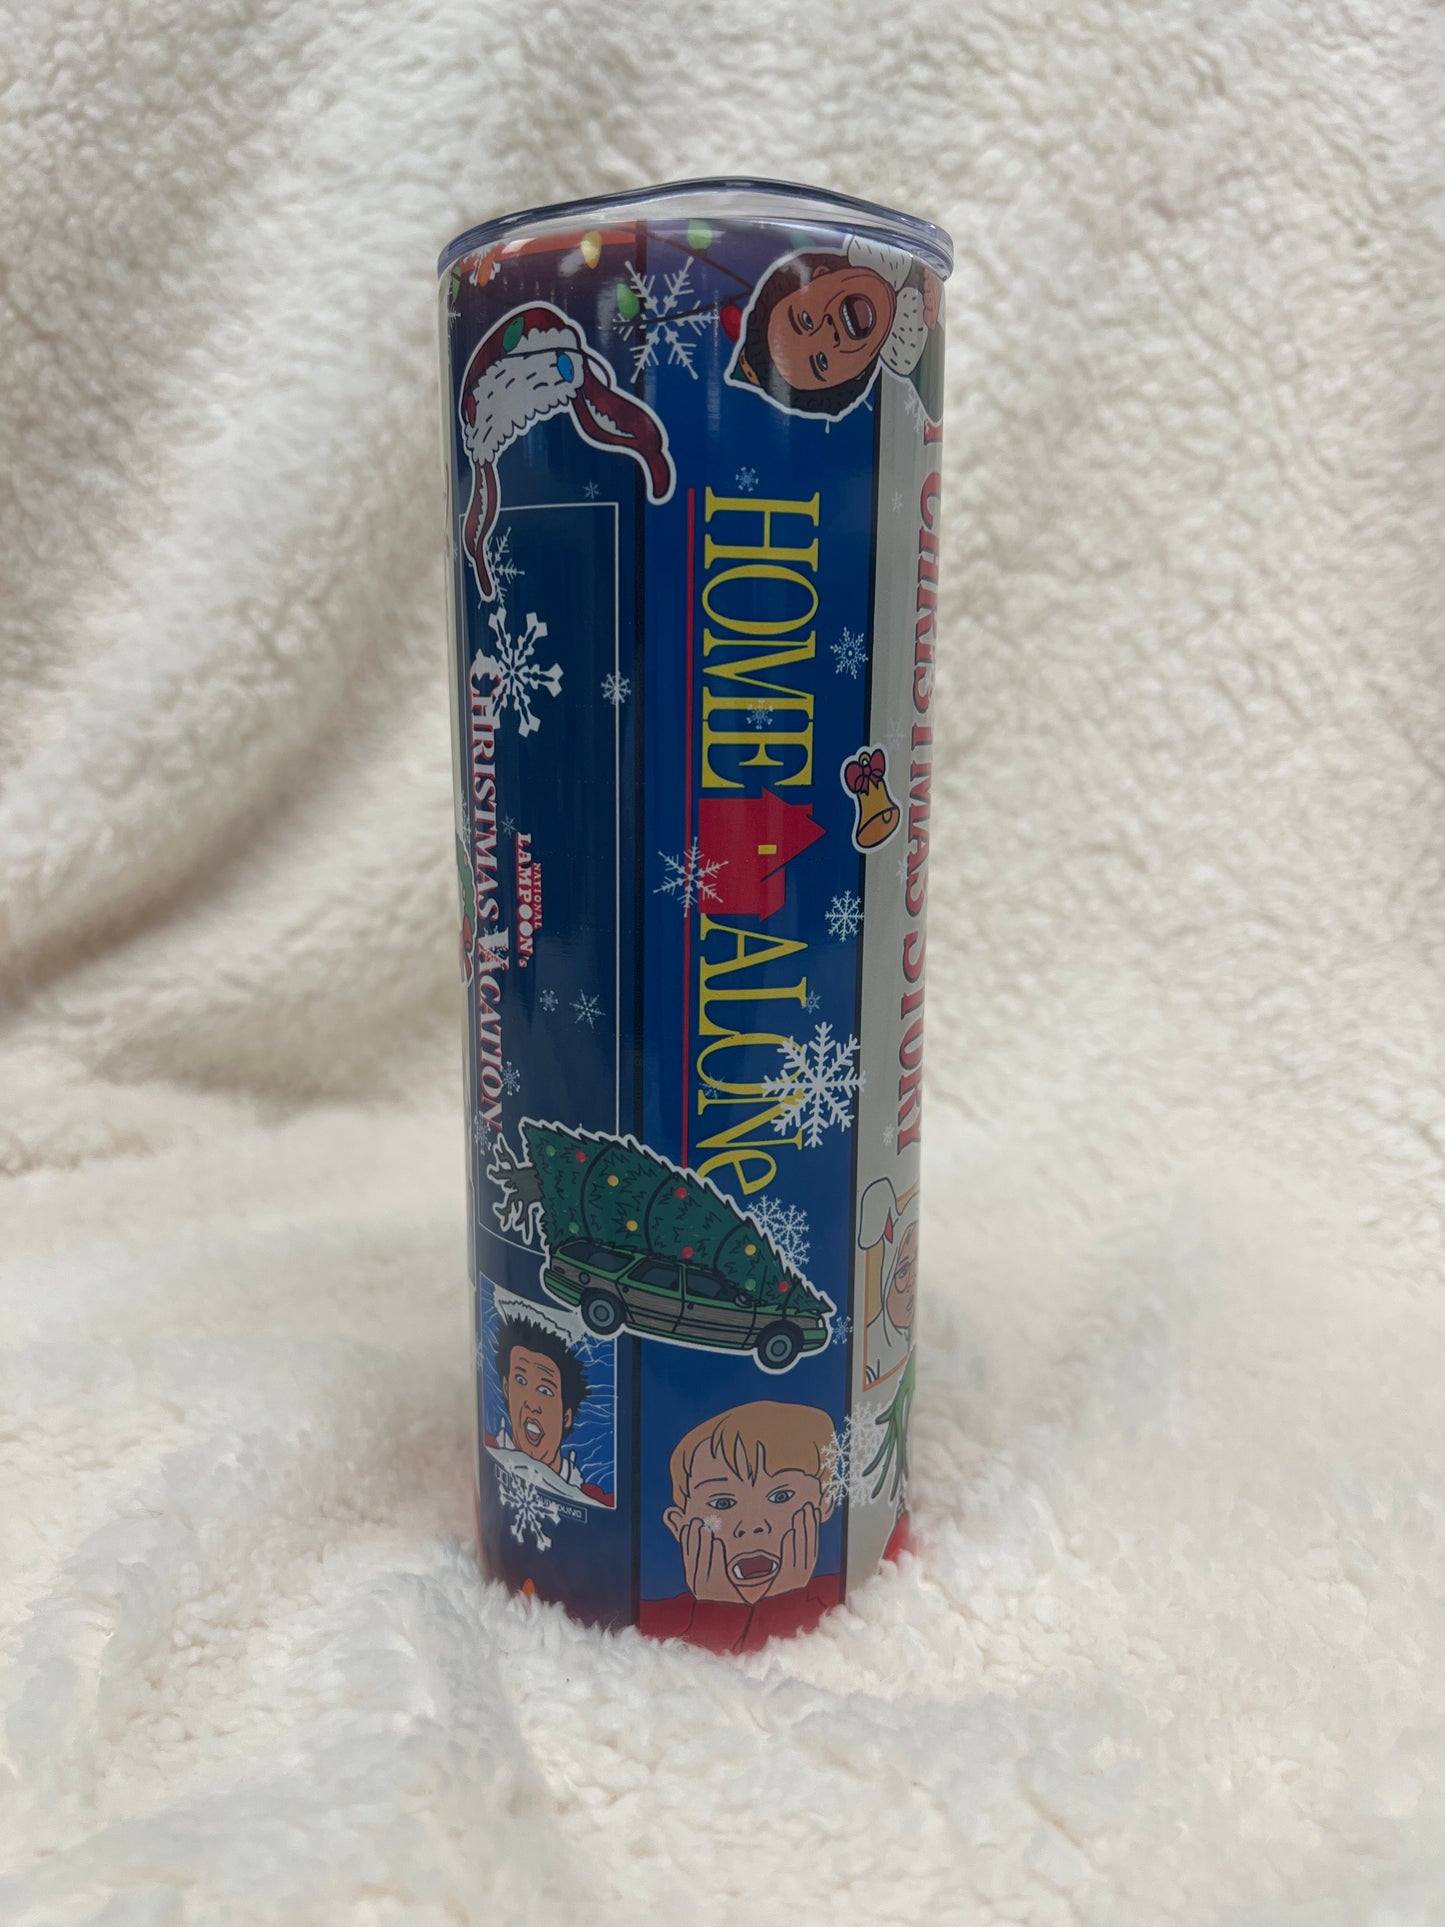 NATIONAL
LAMPOON's
CHRISTMAS VACATION
HOME ALONe
A CHRISTMAS STORY